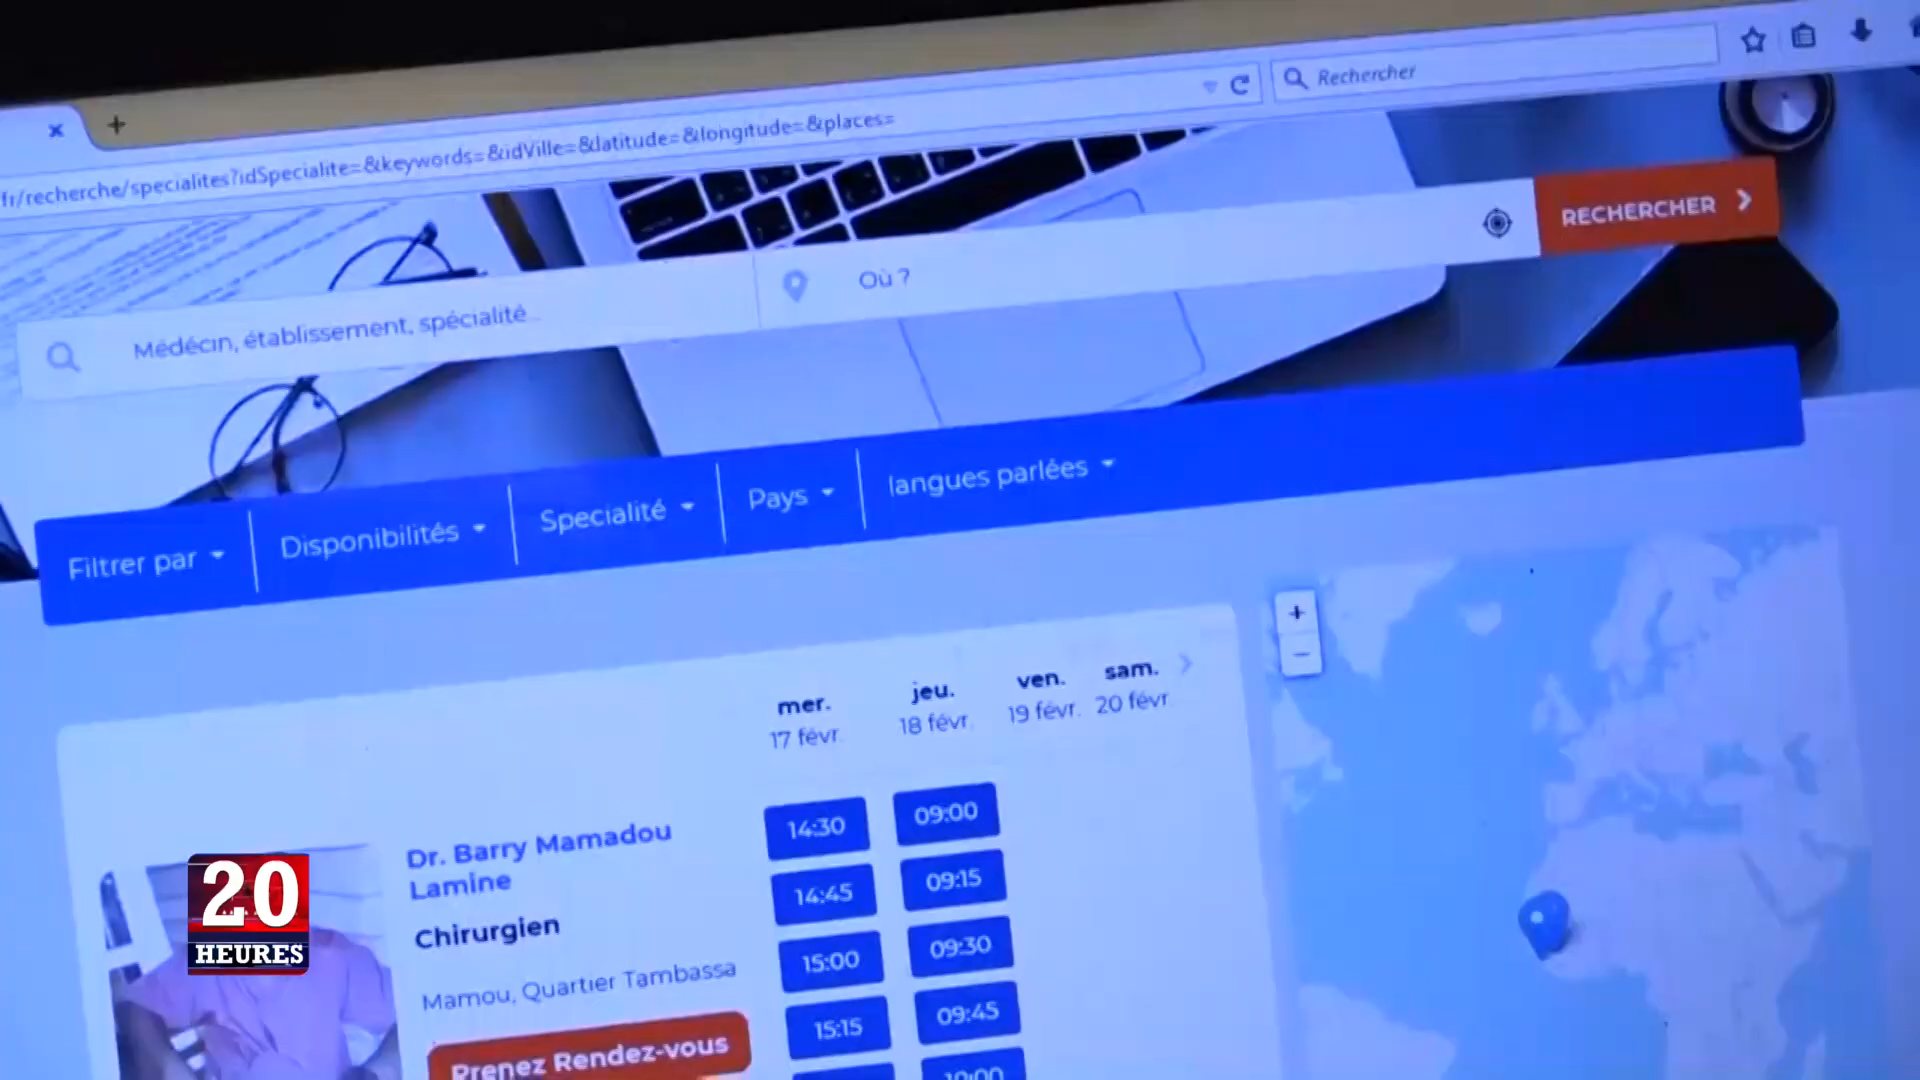 Rechercher
fr/recherche/specialites?idSpecialite=&keywords=&idVille=&latitude=&longitude=&places=
RECHERCHER
Médécin, établissement, spécialité...
Où ?
Filtrer par
Disponibilités
Specialité
Pays
langues parlées
mer.
17 févr.
jeu.
18 févr.
ven.
19 févr.
sam.
20 févr.
Dr. Barry Mamadou
Lamine
Chirurgien
Mamou, Quartier Tambassa
Prenez Rendez-vous
14:30
09:00
14:45
09:15
15:00
09:30
15:15
09:45
10:00
20
HEURES